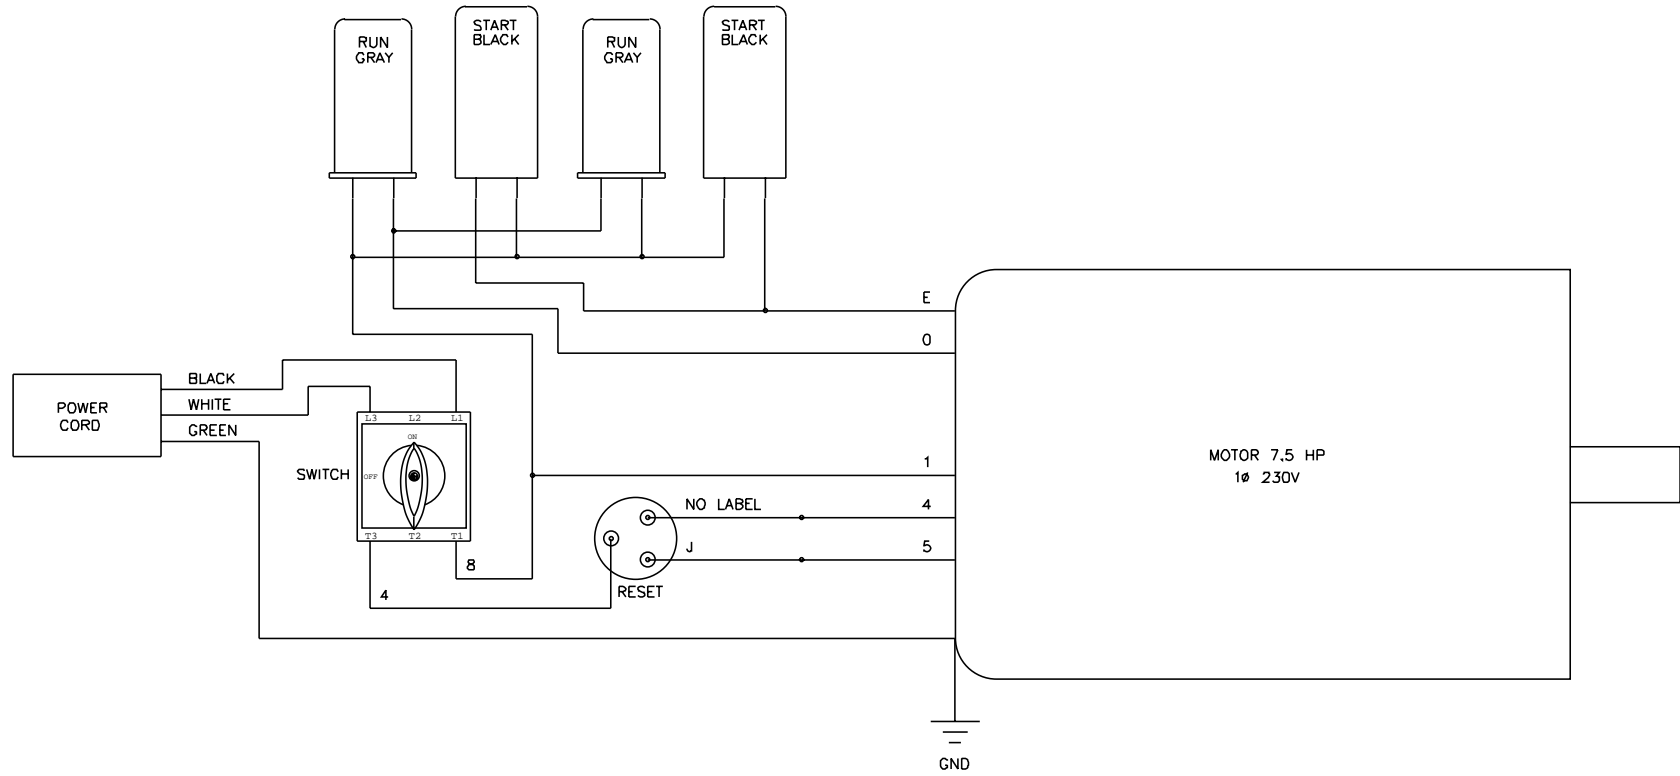 RUN
GRAY
START
BLACK
RUN
GRAY
START
BLACK
E
O
BLACK
WHITE
GREEN
POWER
CORD
L3 L2 L1
ON
OFF
SWITCH
T3 T2 T1
8
4
1
NO LABEL
4
J
5
RESET
MOTOR 7.5 HP
1ø 230V
GND